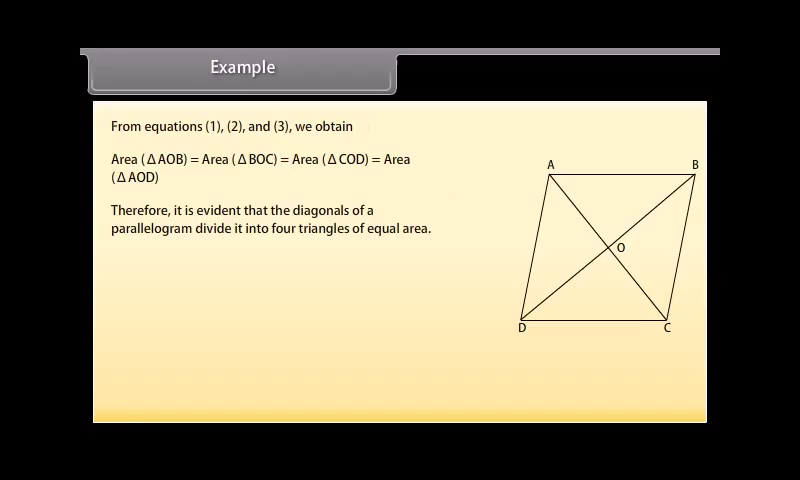 Example
From equations (1), (2), and (3), we obtain
Area (Δ AOB) = Area (Δ BOC) = Area (Δ COD) = Area
(Δ AOD)
Therefore, it is evident that the diagonals of a
parallelogram divide it into four triangles of equal area.
A B
O
D C